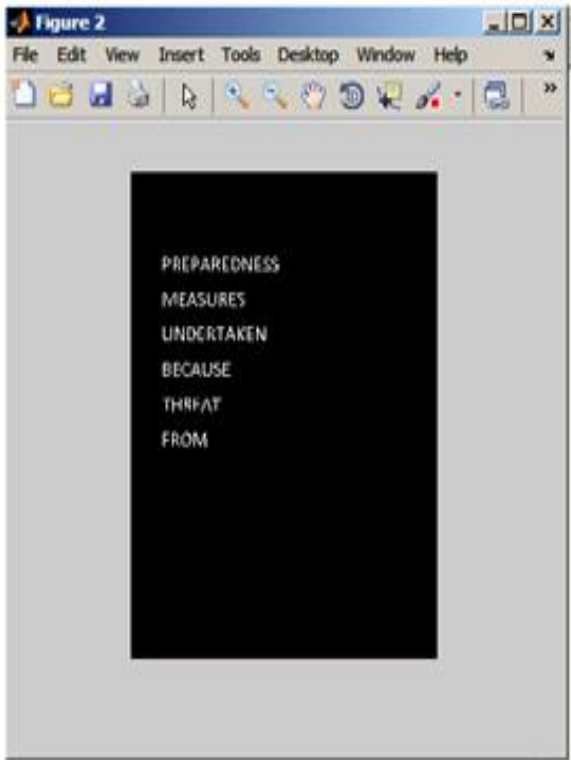 Figure 2
File Edit View Insert Tools Desktop Window Help
PREPAREDNESS
MEASURES
UNDERTAKEN
BECAUSE
THREAT
FROM